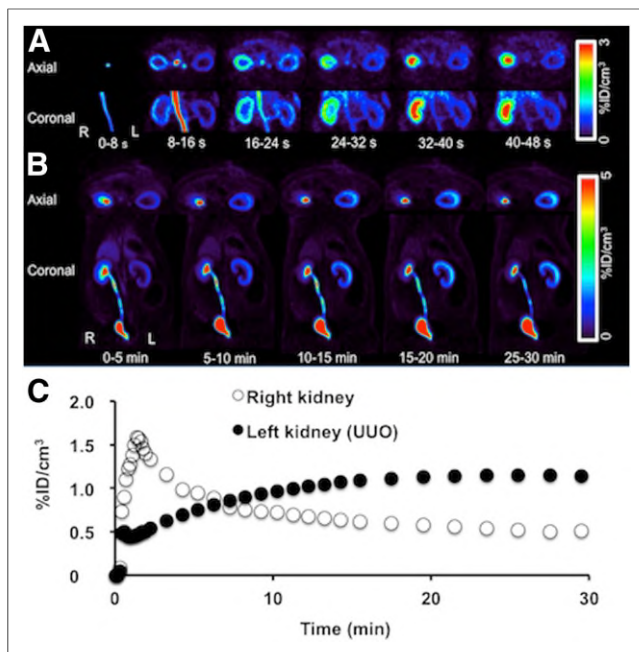 A
Axial
3
%ID/cm³
0
Coronal
R L
0-8 s 8-16 s 16-24 s 24-32 s 32-40 s 40-48 s
B
Axial
5
%ID/cm³
0
Coronal
R L
0-5 min 5-10 min 10-15 min 15-20 min 25-30 min
C
○ Right kidney
● Left kidney (UUO)
%ID/cm³
2.0
1.5
1.0
0.5
0
0 10 20 30
Time (min)